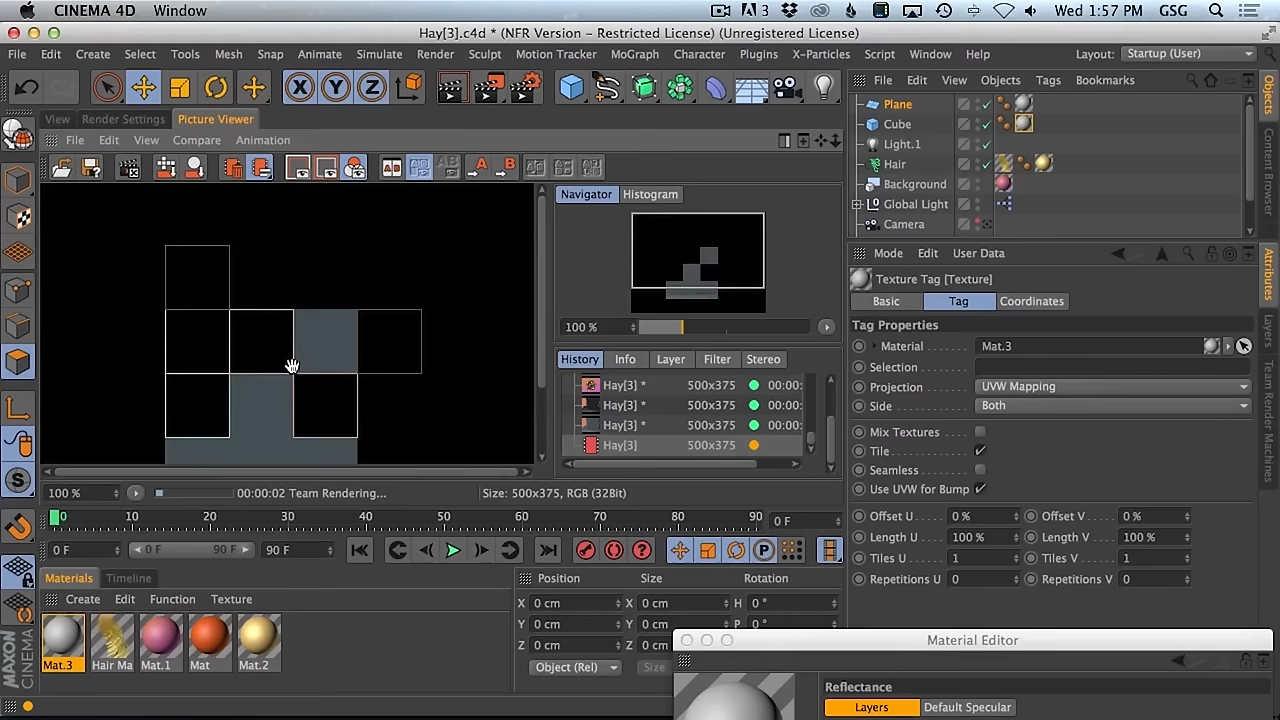 CINEMA 4D Window 3 Wed 1:57 PM GSG
Hay[3].c4d * (NFR Version - Restricted License) (Unregistered License)
File Edit Create Select Tools Mesh Snap Animate Simulate Render Sculpt Motion Tracker MoGraph Character Plugins X-Particles Script Window Help Layout: Startup (User)
X Y Z
File Edit View Objects Tags Bookmarks
View Render Settings Picture Viewer
File Edit View Compare Animation
AB A B
Plane
Cube
Light.1
Hair
Background
Global Light
Camera
Navigator Histogram
100 %
History Info Layer Filter Stereo
Hay[3] * 500x375 00:00:
Hay[3] * 500x375 00:00:
Hay[3] * 500x375 00:00:
Hay[3] 500x375
100 % 00:00:02 Team Rendering... Size: 500x375, RGB (32Bit)
0 10 20 30 40 50 60 70 80 90 0 F
0 F 0 F 90 F 90 F P
Mode Edit User Data
Texture Tag [Texture]
Basic Tag Coordinates
Tag Properties
Material Mat.3
Selection
Projection UVW Mapping
Side Both
Mix Textures
Tile
Seamless
Use UVW for Bump
Offset U 0 % Offset V 0 %
Length U 100 % Length V 100 %
Tiles U 1 Tiles V 1
Repetitions U 0 Repetitions V 0
Objects
Content Browser
Attributes
Layers
Render Machines
Materials Timeline
Create Edit Function Texture
Mat.3 Hair Ma Mat.1 Mat Mat.2
Position Size Rotation
X 0 cm X 0 cm H 0 °
Y 0 cm Y 0 cm P
Z 0 cm Z 0 cm
Object (Rel) Size
Material Editor
Reflectance
Layers Default Specular
MAXON
CINEMA 4D